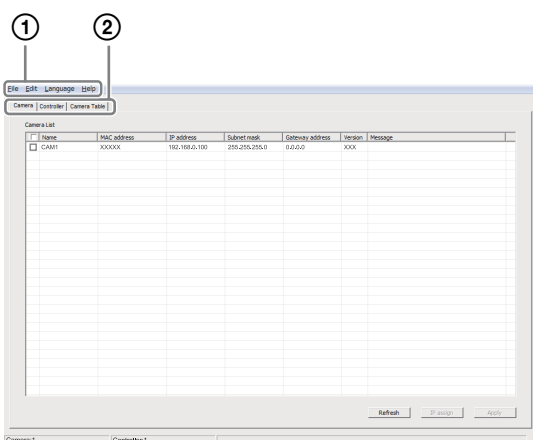 1 2
File Edit Language Help
Camera Controller Camera Table
Camera List
Name MAC address IP address Subnet mask Gateway address Version Message
CAM1 XXXXX 192.168.0.100 255.255.255.0 0.0.0.0 XXX
Refresh IP assign Apply
Camera:1 Controller:1